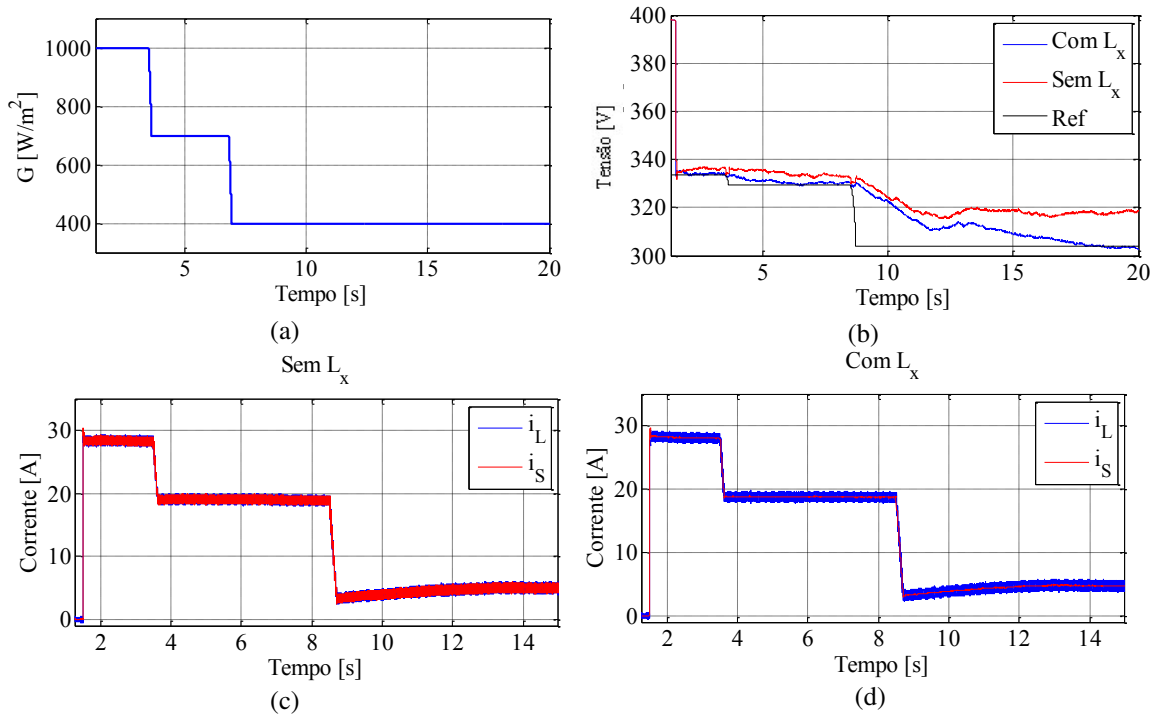 1000
800
600
400
G [W/m²]
5
10
15
20
Tempo [s]
(a)
400
380
360
340
320
300
Tensão [V]
Com Lx
Sem Lx
Ref
5
10
15
20
Tempo [s]
(b)
Sem Lx
30
20
10
0
Corrente [A]
iL
iS
2
4
6
8
10
12
14
Tempo [s]
(c)
Com Lx
30
20
10
0
Corrente [A]
iL
iS
2
4
6
8
10
12
14
Tempo [s]
(d)